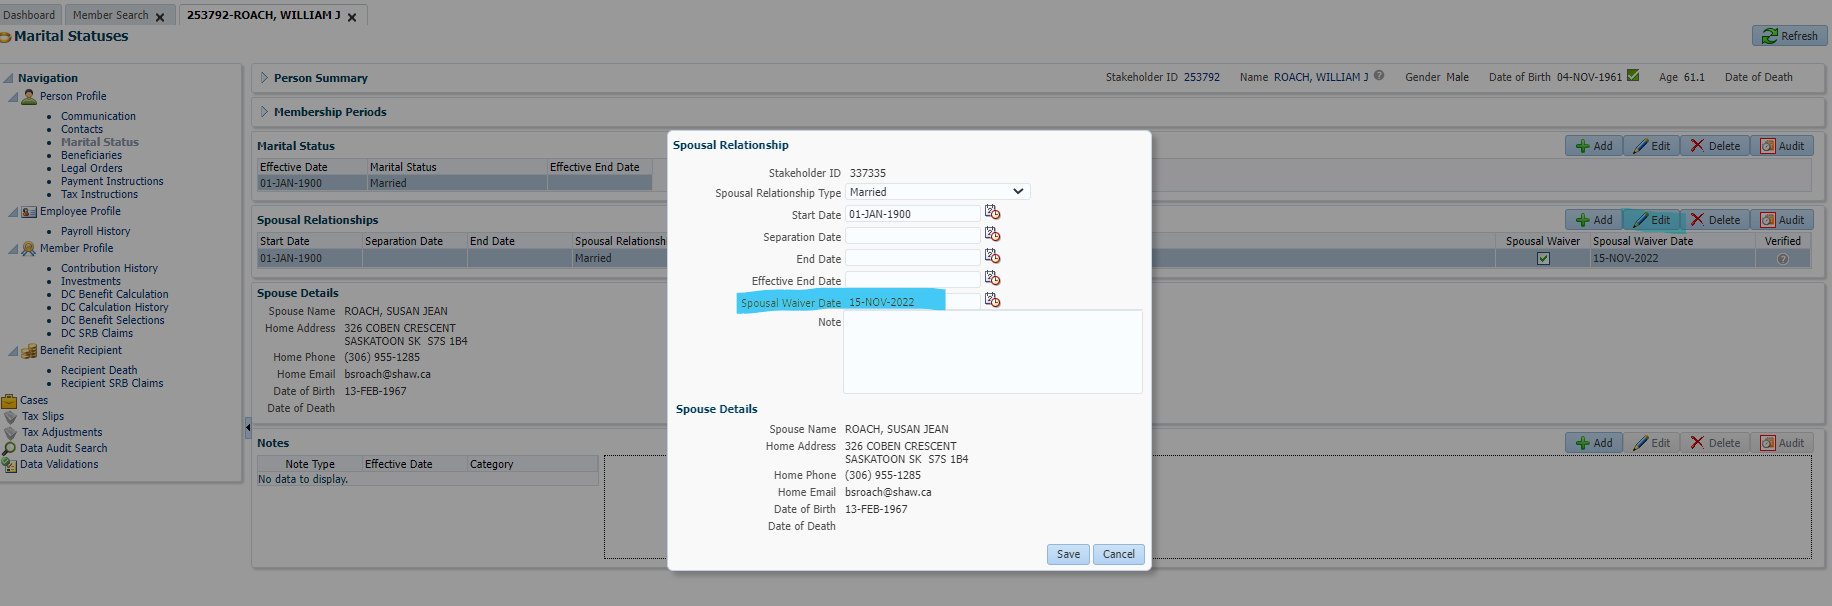 Dashboard Member Search 253792-ROACH, WILLIAM J
Marital Statuses
Refresh
Navigation
Person Profile
Communication
Contacts
Marital Status
Beneficiaries
Legal Orders
Payment Instructions
Tax Instructions
Employee Profile
Payroll History
Member Profile
Contribution History
Investments
DC Benefit Calculation
DC Calculation History
DC Benefit Selections
DC SRB Claims
Benefit Recipient
Recipient Death
Recipient SRB Claims
Cases
Tax Slips
Tax Adjustments
Data Audit Search
Data Validations
Person Summary
Stakeholder ID 253792 Name ROACH, WILLIAM J Gender Male Date of Birth 04-NOV-1961 Age 61.1 Date of Death
Membership Periods
Marital Status
Add Edit Delete Audit
Effective Date Marital Status Effective End Date
01-JAN-1900 Married
Spousal Relationships
Add Edit Delete Audit
Start Date Separation Date End Date Spousal Relationsh Spousal Waiver Spousal Waiver Date Verified
01-JAN-1900 Married 15-NOV-2022
Spouse Details
Spouse Name ROACH, SUSAN JEAN
Home Address 326 COBEN CRESCENT
SASKATOON SK S7S 1B4
Home Phone (306) 955-1285
Home Email bsroach@shaw.ca
Date of Birth 13-FEB-1967
Date of Death
Notes
Add Edit Delete Audit
Note Type Effective Date Category
No data to display.
Spousal Relationship
Stakeholder ID 337335
Spousal Relationship Type Married
Start Date 01-JAN-1900
Separation Date
End Date
Effective End Date
Spousal Waiver Date 15-NOV-2022
Note
Spouse Details
Spouse Name ROACH, SUSAN JEAN
Home Address 326 COBEN CRESCENT
SASKATOON SK S7S 1B4
Home Phone (306) 955-1285
Home Email bsroach@shaw.ca
Date of Birth 13-FEB-1967
Date of Death
Save Cancel